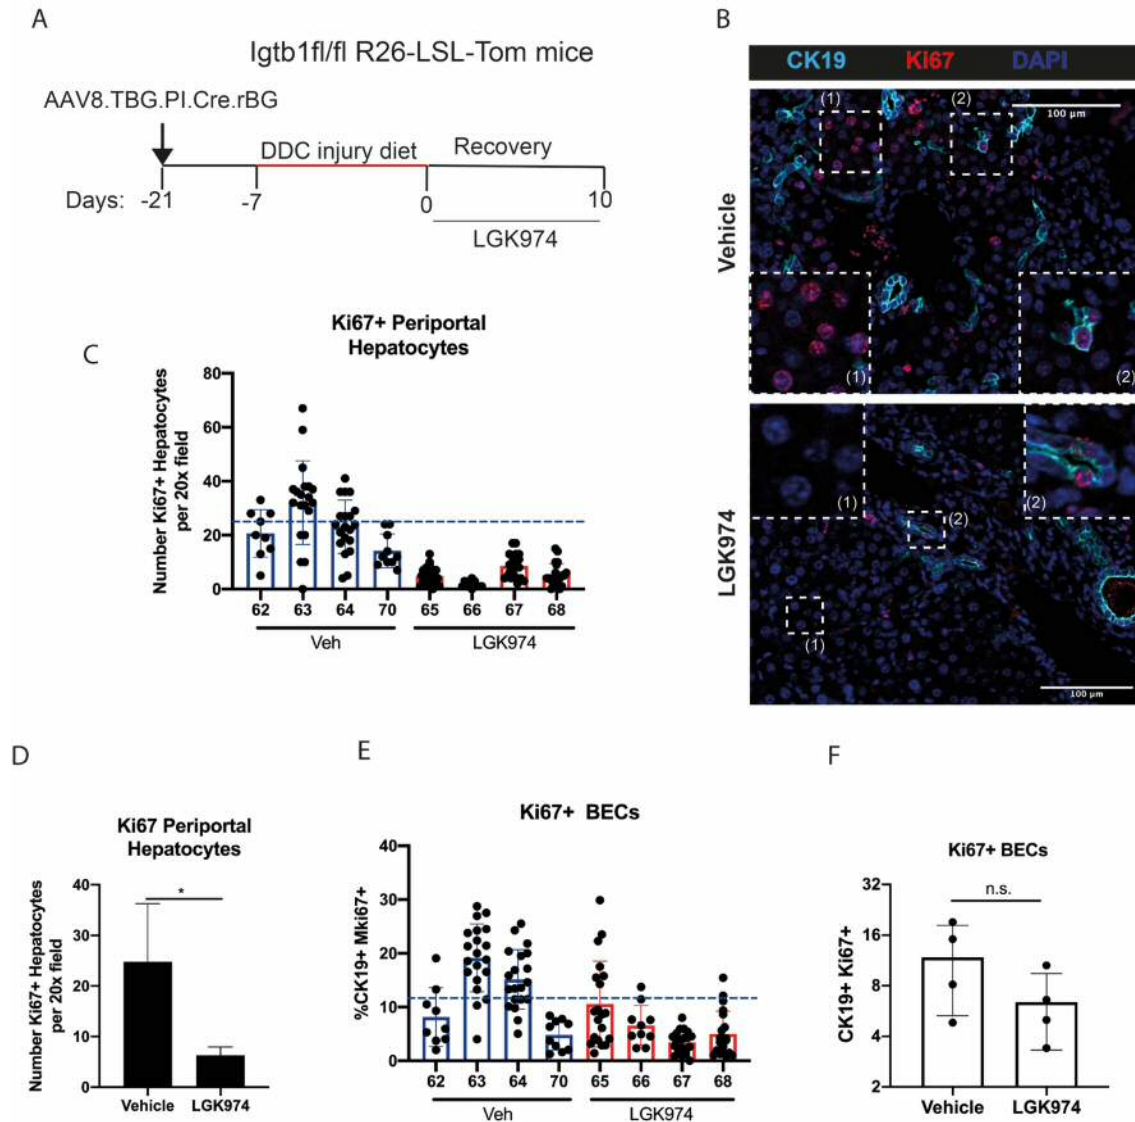 A
Igtb1fl/fl R26-LSL-Tom mice
AAV8.TBG.PI.Cre.rBG
DDC injury diet
Recovery
Days: -21 -7 0 10
LGK974
B
CK19 Ki67 DAPI
(1) (2)
100 µm
Vehicle
(1) (2)
LGK974
(1) (2)
(2)
(1)
100 µm
C
Ki67+ Periportal
Hepatocytes
Number Ki67+ Hepatocytes
per 20x field
80
60
40
20
0
62 63 64 70 65 66 67 68
Veh LGK974
D
Ki67 Periportal
Hepatocytes
Number Ki67+ Hepatocytes
per 20x field
40
30
20
10
0
*
Vehicle LGK974
E
Ki67+ BECs
%CK19+ Mki67+
40
30
20
10
0
62 63 64 70 65 66 67 68
Veh LGK974
F
Ki67+ BECs
CK19+ Ki67+
32
16
8
4
2
n.s.
Vehicle LGK974